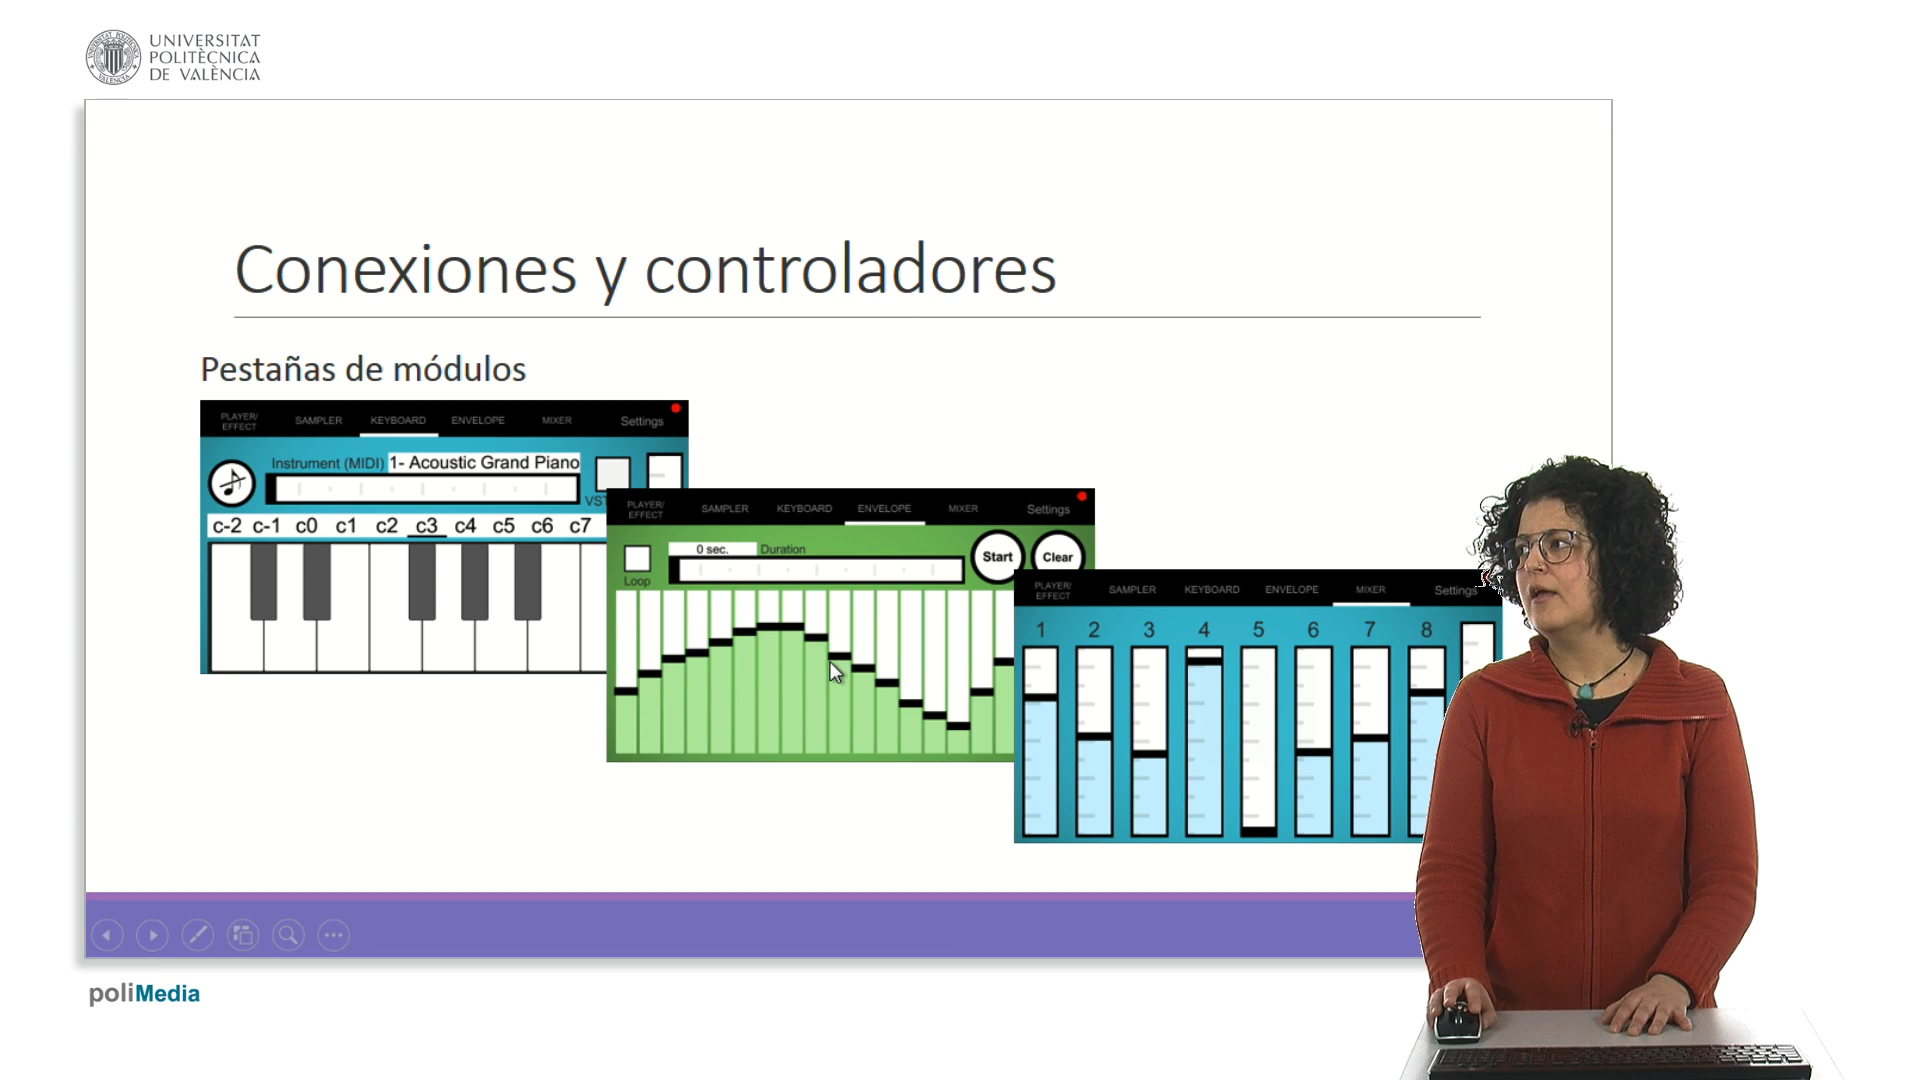 UNIVERSITAT
POLITÈCNICA
DE VALÈNCIA
Conexiones y controladores
Pestañas de módulos
PLAYER/
EFFECT
SAMPLER
KEYBOARD
ENVELOPE
MIXER
Settings
Instrument (MIDI) 1- Acoustic Grand Piano
VST
c-2 c-1 c0 c1 c2 c3 c4 c5 c6 c7
PLAYER/
EFFECT
SAMPLER
KEYBOARD
ENVELOPE
MIXER
Settings
0 sec. Duration
Loop
Start
Clear
PLAYER/
EFFECT
SAMPLER
KEYBOARD
ENVELOPE
MIXER
Settings
1 2 3 4 5 6 7 8
poliMedia